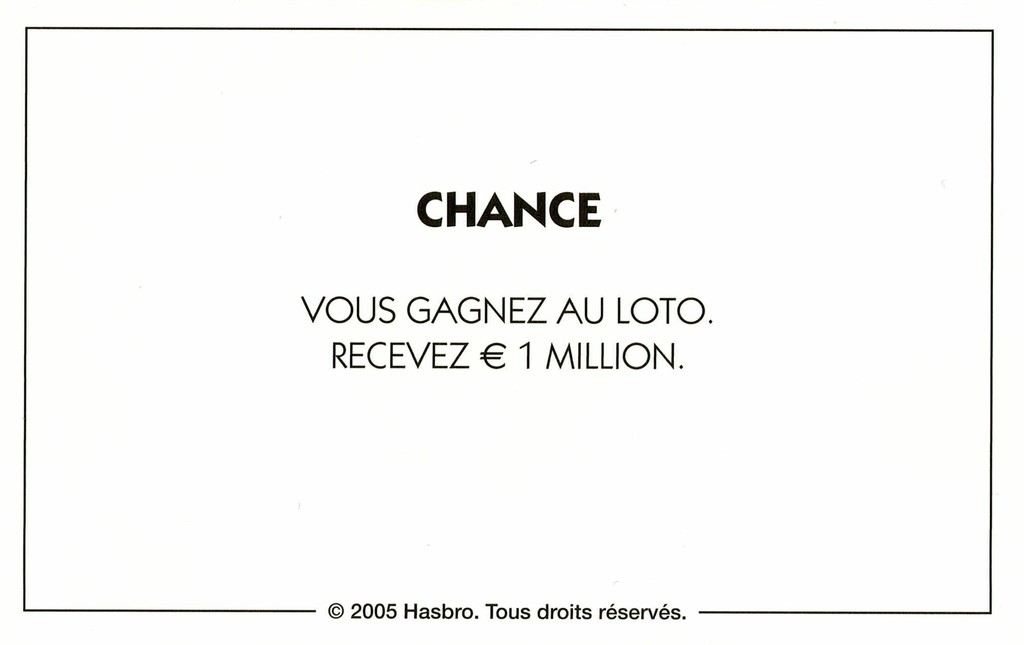 CHANCE
VOUS GAGNEZ AU LOTO.
RECEVEZ € 1 MILLION.
© 2005 Hasbro. Tous droits réservés.